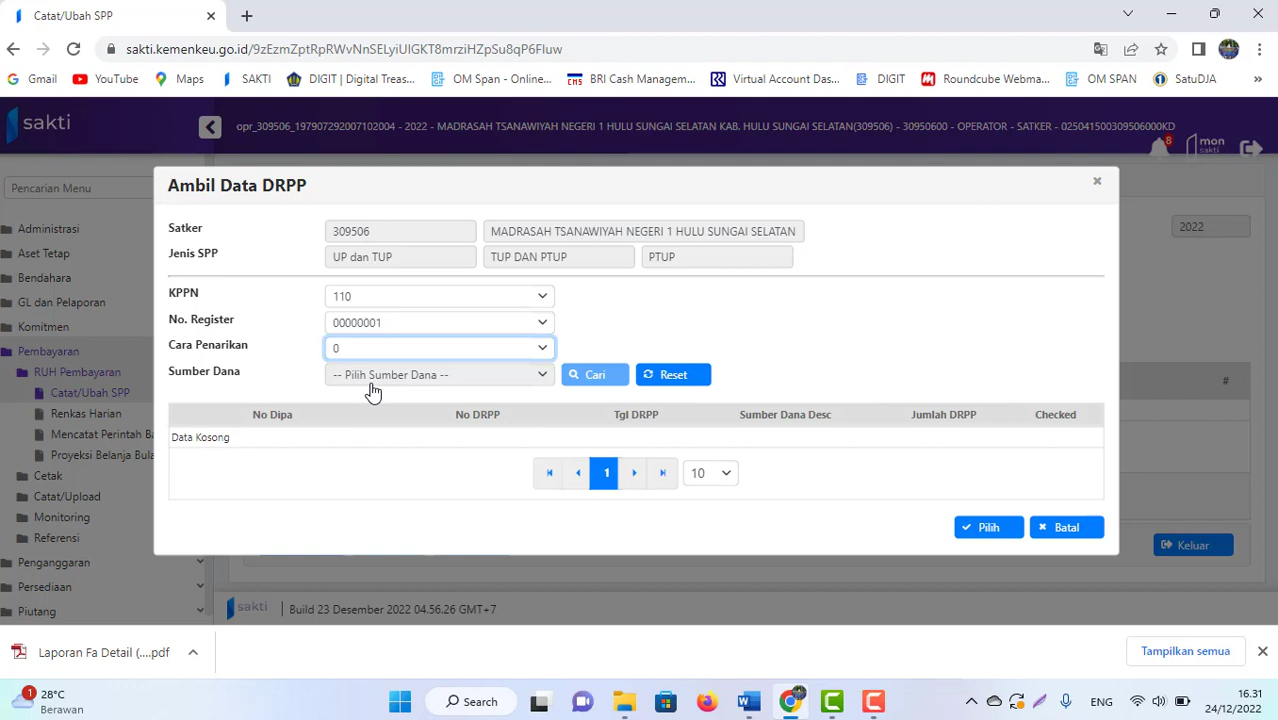 Catat/Ubah SPP
sakti.kemenkeu.go.id/9zEzmZptRpRWvNnSELyiUIGKT8mrziHZpSu8qP6Fluw
Gmail YouTube Maps SAKTI DIGIT | Digital Treas... OM Span - Online... BRI Cash Managem... Virtual Account Das... DIGIT Roundcube Webma... OM SPAN SatuDJA »
sakti opr_309506_197907292007102004 - 2022 - MADRASAH TSANAWIYAH NEGERI 1 HULU SUNGAI SELATAN KAB. HULU SUNGAI SELATAN(309506) - 30950600 - OPERATOR - SATKER - 025041500309506000KD
8 mon sakti
Pencarian Menu
2022
Administrasi
Aset Tetap
Bendahara
GL dan Pelaporan
Komitmen
Pembayaran
RUH Pembayaran
Catat/Ubah SPP
Renkas Harian
Mencatat Perintah Ba
Proyeksi Belanja Bula
Cetak
Catat/Upload
Monitoring
Referensi
Penganggaran
Persediaan
Piutang
#
Ambil Data DRPP ×
Satker 309506 MADRASAH TSANAWIYAH NEGERI 1 HULU SUNGAI SELATAN
Jenis SPP UP dan TUP TUP DAN PTUP PTUP
KPPN 110
No. Register 00000001
Cara Penarikan 0
Sumber Dana -- Pilih Sumber Dana -- Cari Reset
No Dipa No DRPP Tgl DRPP Sumber Dana Desc Jumlah DRPP Checked
Data Kosong
1 10
Pilih Batal
Keluar
sakti | Build 23 Desember 2022 04.56.26 GMT+7
Laporan Fa Detail (....pdf Tampilkan semua
1 28°C
Berawan
Search
ENG
16.31
24/12/2022